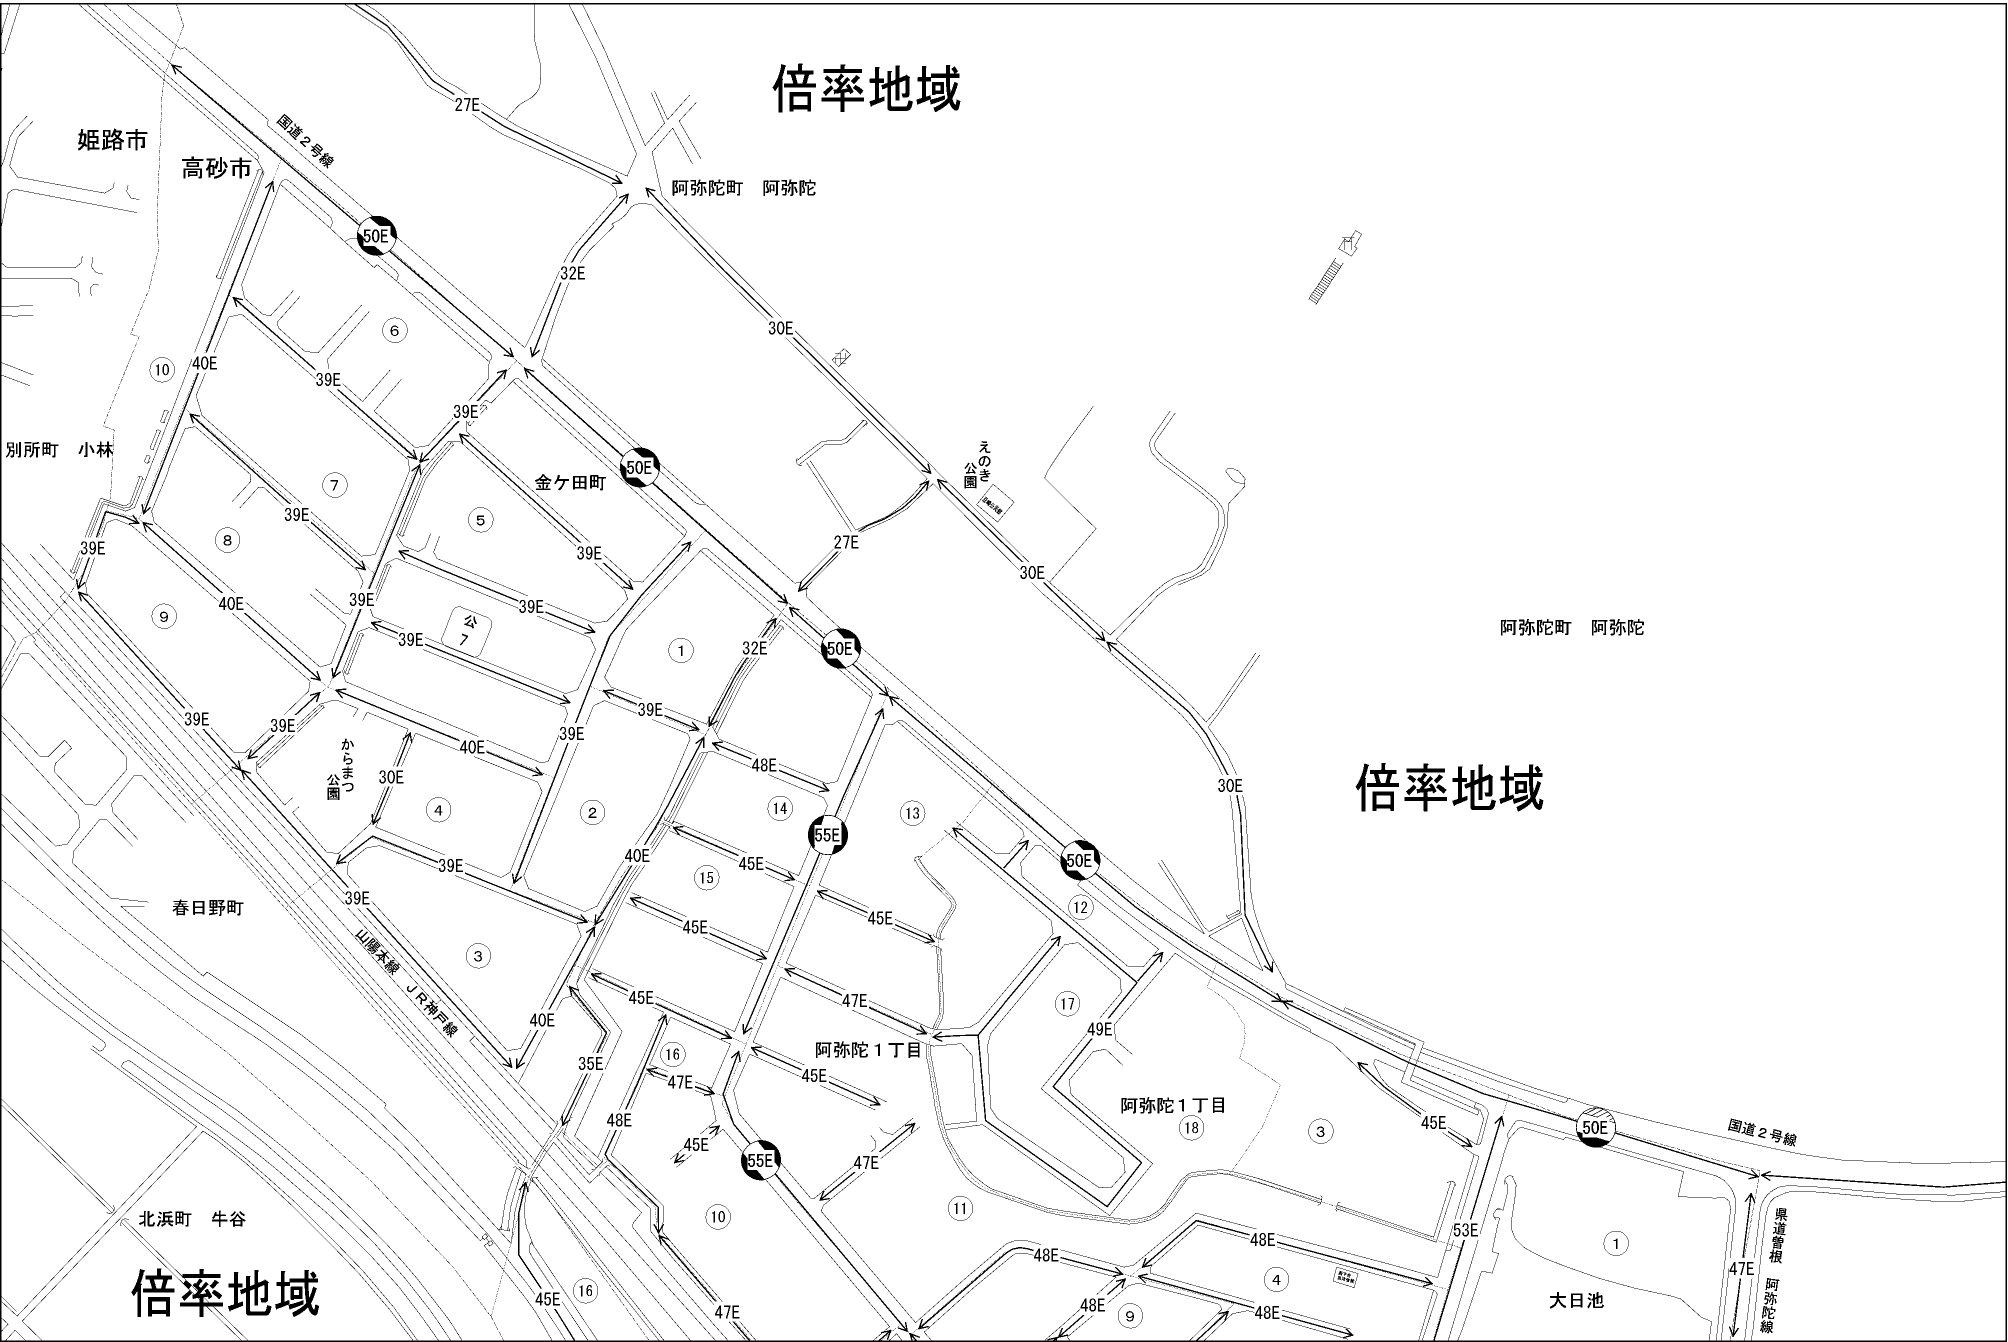 倍率地域
27E
国道2号線
姫路市
高砂市
阿弥陀町 阿弥陀
50E
32E
30E
6
40E
10
39E
39E
別所町 小林
えのき
公園
金ケ田町
50E
7
39E
5
39E
8
39E
27E
30E
39E
40E
39E
39E
9
公
7
39E
阿弥陀町 阿弥陀
1
32E
50E
39E
39E
39E
39E
40E
48E
からまつ
公園
30E
倍率地域
30E
4
2
14
13
55E
39E
40E
45E
50E
15
39E
春日野町
12
45E
45E
山陽本線 JR神戸線
3
45E
47E
17
40E
49E
阿弥陀1丁目
16
35E
47E
45E
阿弥陀1丁目
18
48E
45E
3
45E
50E
国道2号線
55E
47E
北浜町 牛谷
10
11
53E
県道曽根 阿弥陀線
48E
48E
1
47E
倍率地域
16
45E
47E
4
48E
9
48E
大日池